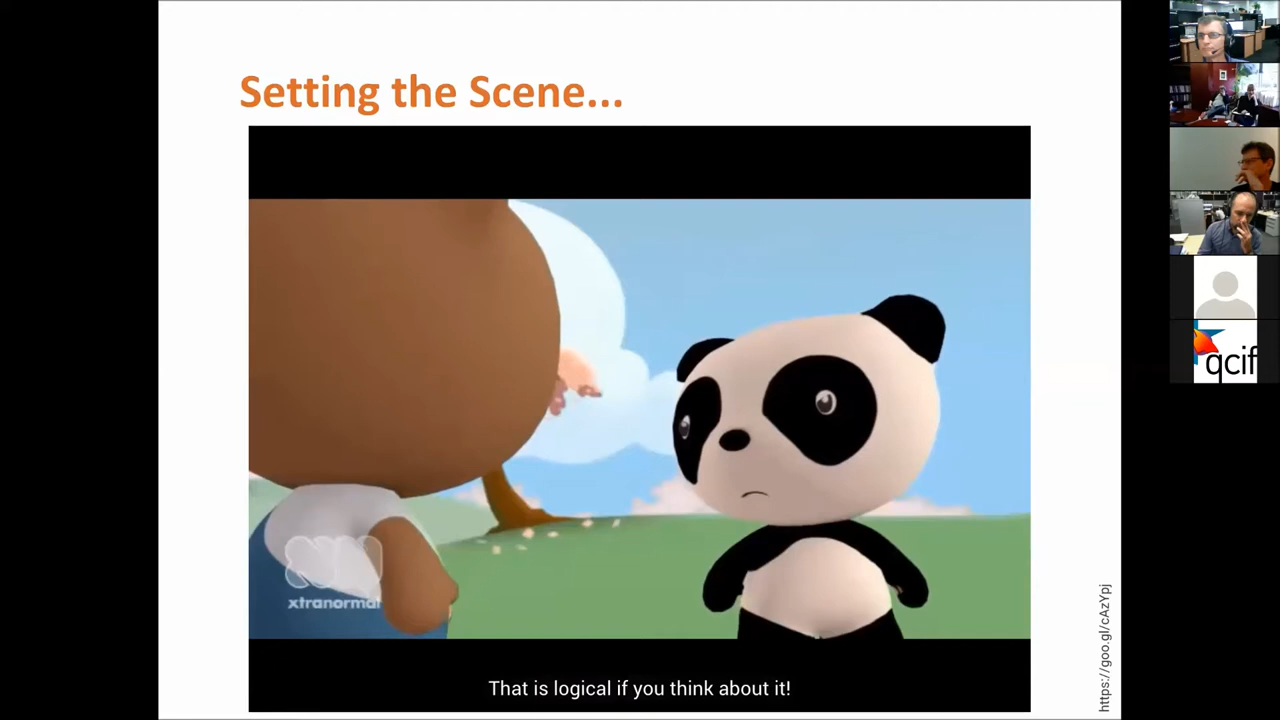 Setting the Scene...
xtranormal
That is logical if you think about it!
https://goo.gl/cAzYpj
qcif